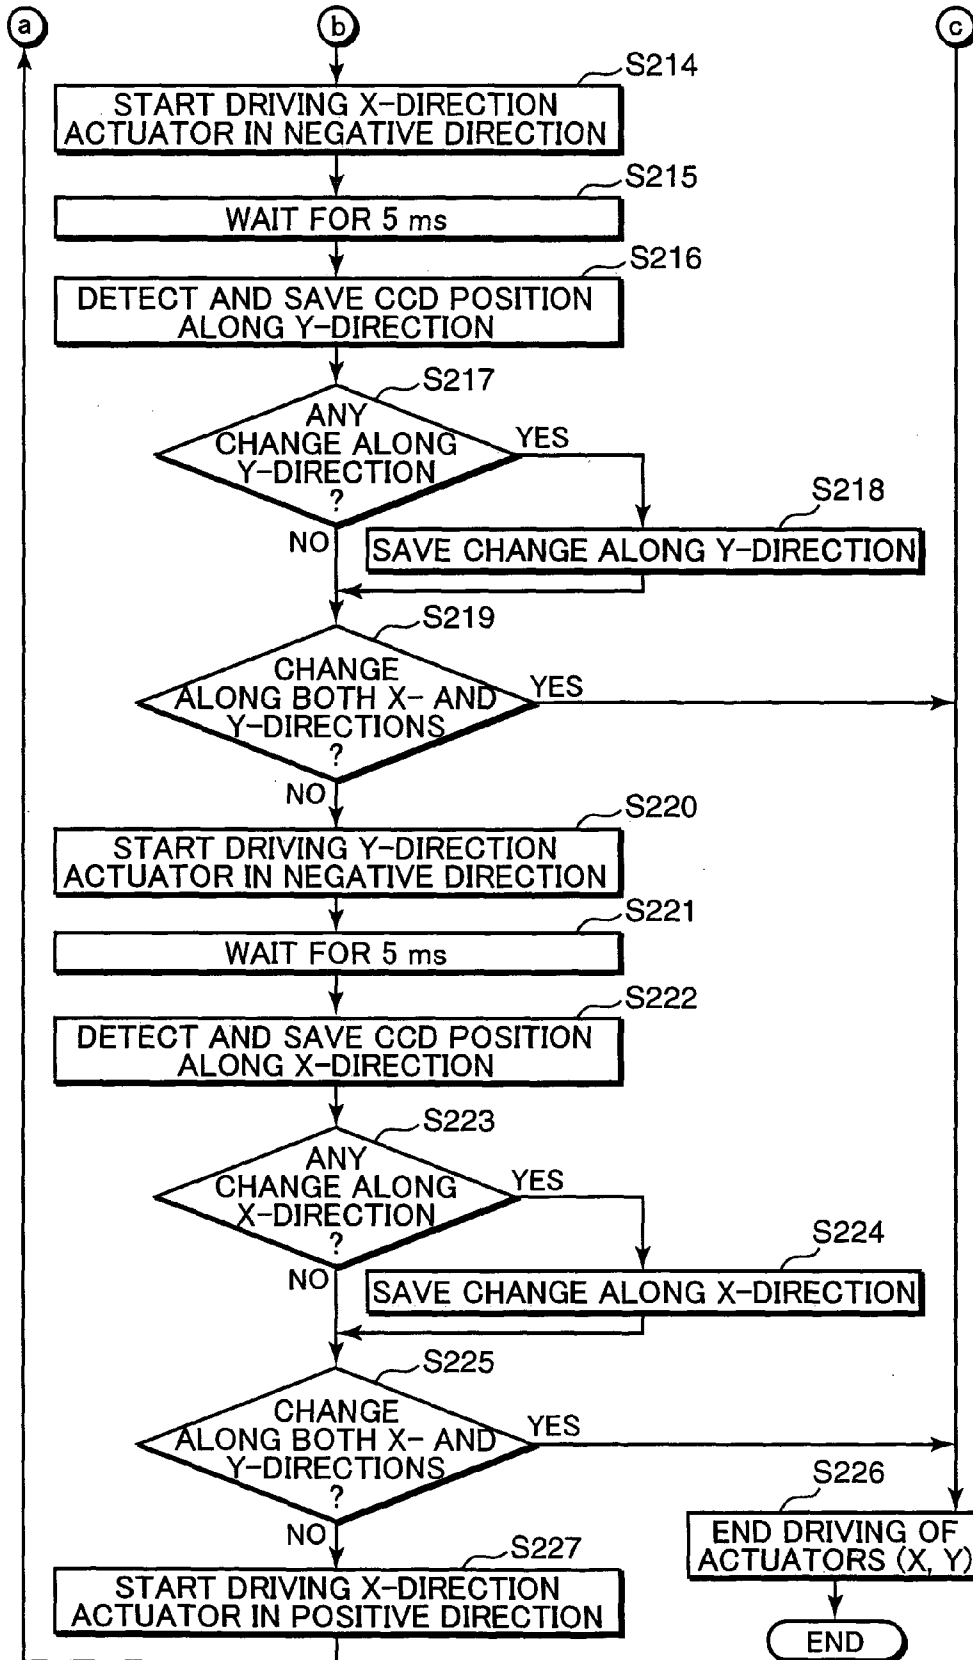 a
b
c
S214
START DRIVING X-DIRECTION
ACTUATOR IN NEGATIVE DIRECTION
S215
WAIT FOR 5 ms
S216
DETECT AND SAVE CCD POSITION
ALONG Y-DIRECTION
S217
ANY
CHANGE ALONG
Y-DIRECTION
?
YES
NO
S218
SAVE CHANGE ALONG Y-DIRECTION
S219
CHANGE
ALONG BOTH X- AND
Y-DIRECTIONS
?
YES
NO
S220
START DRIVING Y-DIRECTION
ACTUATOR IN NEGATIVE DIRECTION
S221
WAIT FOR 5 ms
S222
DETECT AND SAVE CCD POSITION
ALONG X-DIRECTION
S223
ANY
CHANGE ALONG
X-DIRECTION
?
YES
NO
S224
SAVE CHANGE ALONG X-DIRECTION
S225
CHANGE
ALONG BOTH X- AND
Y-DIRECTIONS
?
YES
NO
S226
END DRIVING OF
ACTUATORS (X, Y)
S227
START DRIVING X-DIRECTION
ACTUATOR IN POSITIVE DIRECTION
END